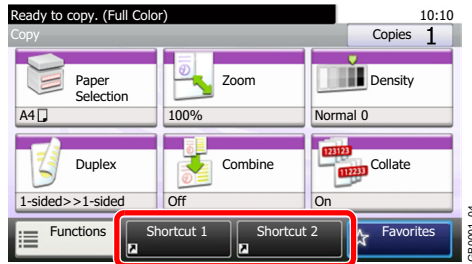 Ready to copy. (Full Color)
10:10
Copy
Copies 1
Paper
Selection
A4
Zoom
100%
Density
Normal 0
Duplex
1-sided>>1-sided
Combine
Off
123123
112233
Collate
On
Functions
Shortcut 1
Shortcut 2
Favorites